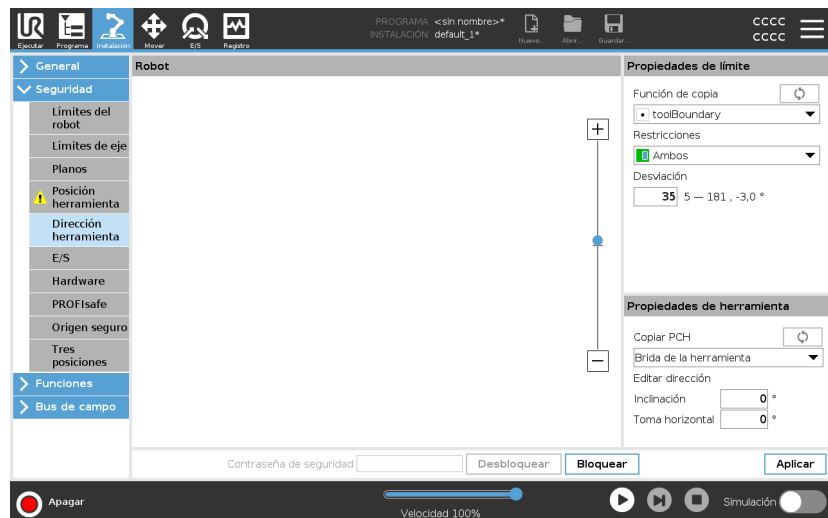 PROGRAMA <sin nombre>*
INSTALACIÓN default_1*
cccc
cccc
Ejecutar Programa Instalación Mover E/S Registro Nuevo... Abrir... Guardar...
General
Seguridad
Límites del
robot
Límites de eje
Planos
Posición
herramienta
Dirección
herramienta
E/S
Hardware
PROFIsafe
Origen seguro
Tres
posiciones
Funciones
Bus de campo
Robot
Propiedades de límite
Función de copia
toolBoundary
Restricciones
Ambos
Desviación
35 5 — 181 , -3,0 °
Propiedades de herramienta
Copiar PCH
Brida de la herramienta
Editar dirección
Inclinación 0 °
Toma horizontal 0 °
Contraseña de seguridad Desbloquear Bloquear Aplicar
Apagar
Velocidad 100%
Simulación